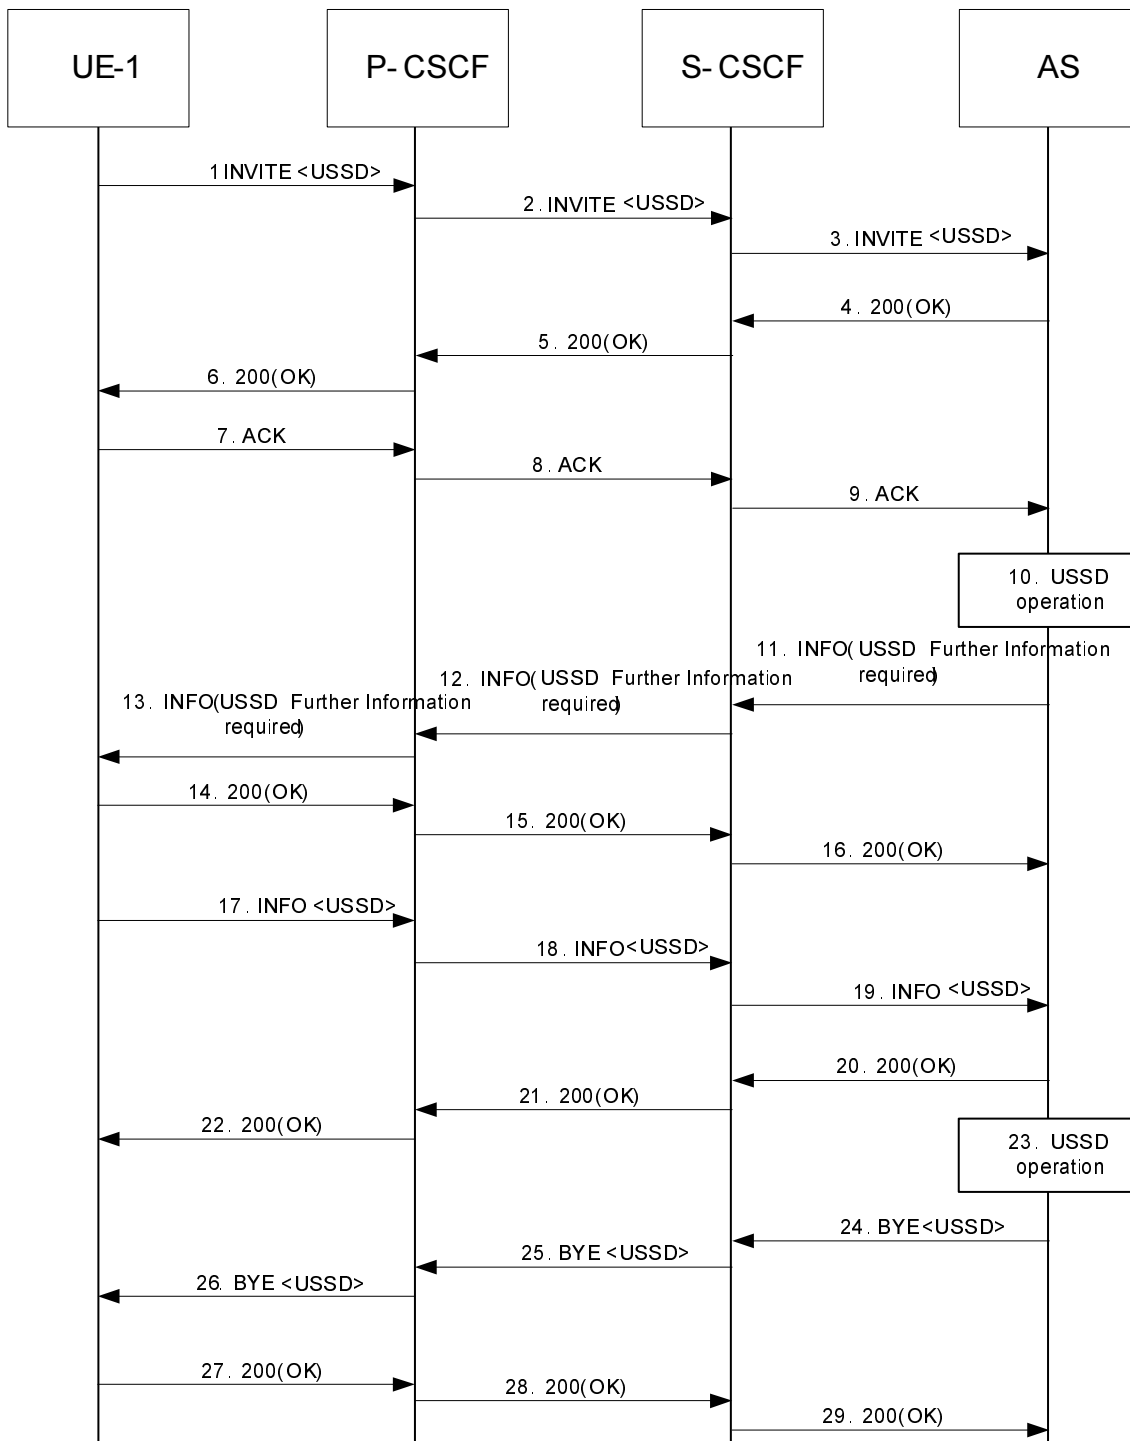 UE-1
P-CSCF
S-CSCF
AS
1 INVITE <USSD>
2. INVITE <USSD>
3. INVITE <USSD>
4. 200(OK)
5. 200(OK)
6. 200(OK)
7. ACK
8. ACK
9. ACK
10. USSD
operation
11. INFO(USSD Further Information
required)
12. INFO(USSD Further Information
required)
13. INFO(USSD Further Information
required)
14. 200(OK)
15. 200(OK)
16. 200(OK)
17. INFO <USSD>
18. INFO<USSD>
19. INFO <USSD>
20. 200(OK)
21. 200(OK)
22. 200(OK)
23. USSD
operation
24. BYE<USSD>
25. BYE <USSD>
26. BYE <USSD>
27. 200(OK)
28. 200(OK)
29. 200(OK)